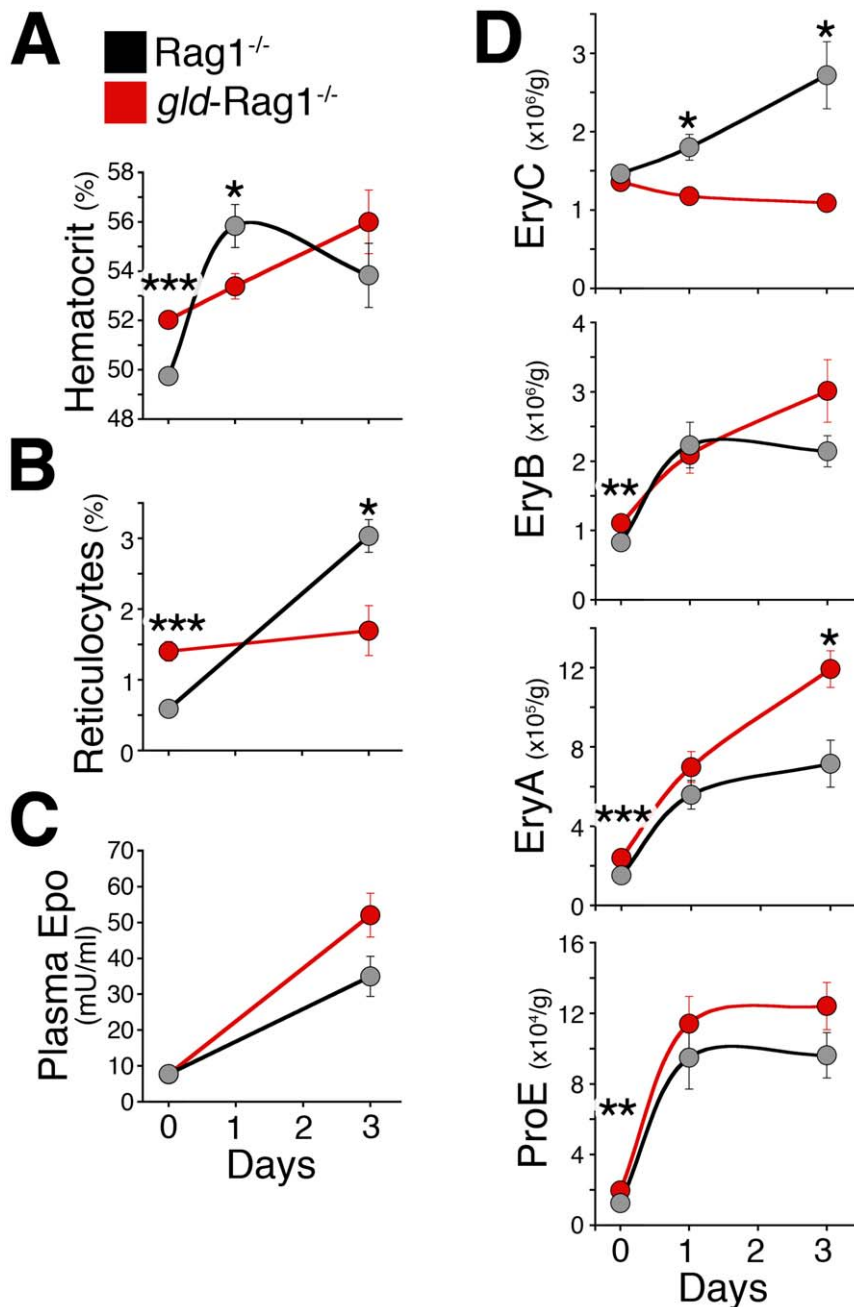 A
Rag1-/-
gld-Rag1-/-
Hematocrit (%)
58
56
54
52
50
48
***
*
B
Reticulocytes (%)
3
2
1
0
***
*
C
Plasma Epo
(mU/ml)
70
60
50
40
30
20
10
0
0 1 2 3
Days
D
EryC (x10⁶/g)
3
2
1
0
*
*
EryB (x10⁶/g)
4
3
2
1
0
**
EryA (x10⁵/g)
12
8
4
0
***
*
ProE (x10⁴/g)
16
12
8
4
0
**
0 1 2 3
Days